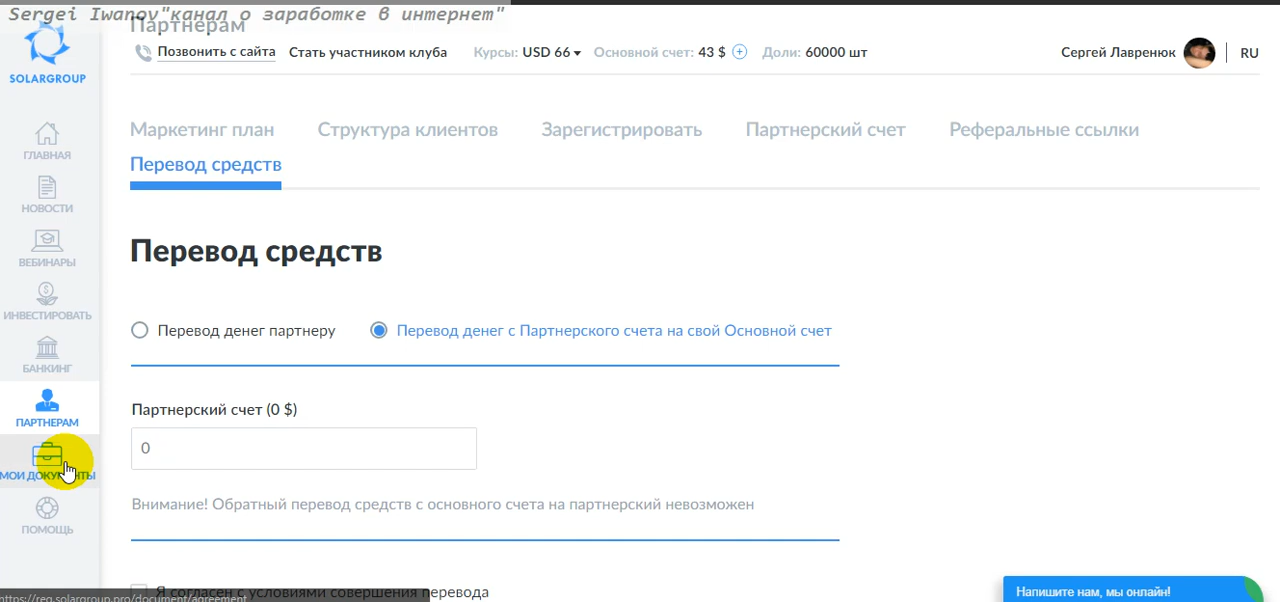 Sergei Iwanov"канал о заработке в интернет"
Партнерам
SOLARGROUP
Позвонить с сайта Стать участником клуба Курсы: USD 66 Основной счет: 43 $ Доли: 60000 шт Сергей Лавренюк RU
Маркетинг план Структура клиентов Зарегистрировать Партнерский счет Реферальные ссылки
Перевод средств
ГЛАВНАЯ
НОВОСТИ
ВЕБИНАРЫ
ИНВЕСТИРОВАТЬ
БАНКИНГ
ПАРТНЕРАМ
МОИ ДОКУМЕНТЫ
ПОМОЩЬ
Перевод средств
Перевод денег партнеру Перевод денег с Партнерского счета на свой Основной счет
Партнерский счет (0 $)
0
Внимание! Обратный перевод средств с основного счета на партнерский невозможен
Я согласен с условиями совершения перевода
https://reg.solargroup.pro/document/agreement
Напишите нам, мы онлайн!